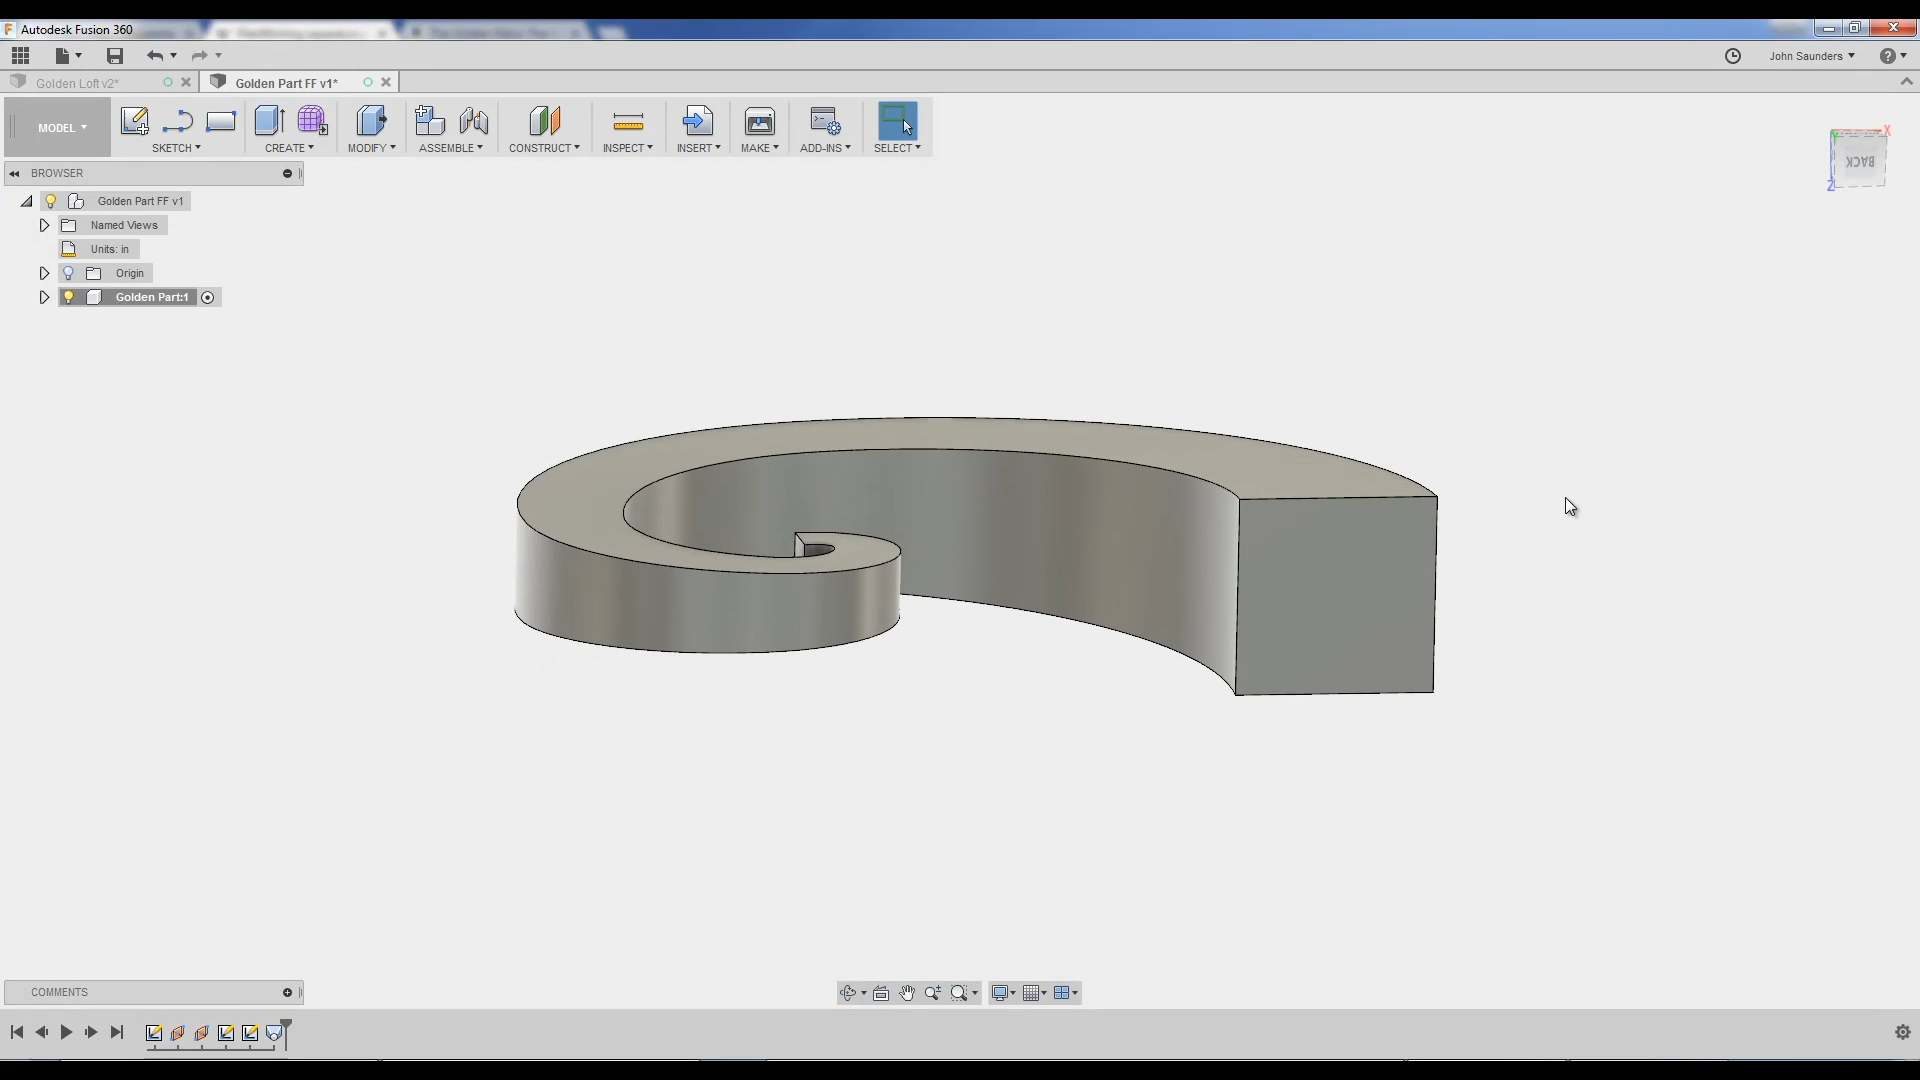 Autodesk Fusion 360
John Saunders
Golden Loft v2*
Golden Part FF v1*
MODEL
SKETCH
CREATE
MODIFY
ASSEMBLE
CONSTRUCT
INSPECT
INSERT
MAKE
ADD-INS
SELECT
X
BACK
Z
BROWSER
Golden Part FF v1
Named Views
Units: in
Origin
Golden Part:1
COMMENTS